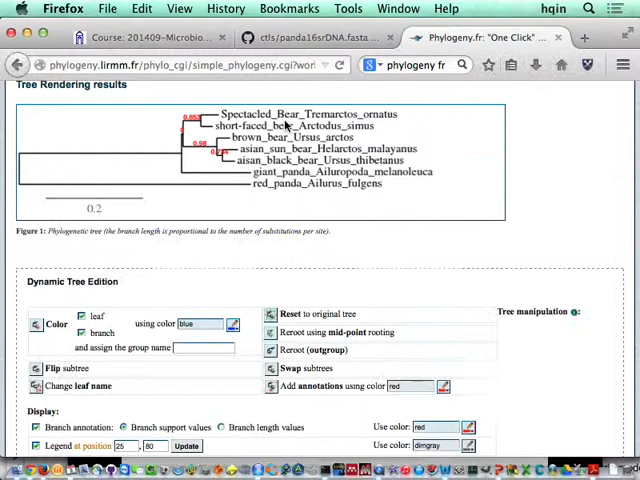 Firefox File Edit View History Bookmarks Tools Window Help hqin
Course: 201409-Microbio... × ctls/panda16srDNA.fasta ... × Phylogeny.fr: "One Click" ... × +
phylogeny.lirmm.fr/phylo_cgi/simple_phylogeny.cgi?worl phylogeny fr
Tree Rendering results
Spectacled_Bear_Tremarctos_ornatus
short-faced_bear_Arctodus_simus
brown_bear_Ursus_arctos
0.98
asian_sun_bear_Helarctos_malayanus
aisan_black_bear_Ursus_thibetanus
giant_panda_Ailuropoda_melanoleuca
red_panda_Ailurus_fulgens
0.2
Figure 1: Phylogenetic tree (the branch length is proportional to the number of substitutions per site).
Dynamic Tree Edition
Color leaf using color blue
branch
and assign the group name
Flip subtree
Change leaf name
Reset to original tree
Reroot using mid-point rooting
Reroot (outgroup)
Swap subtrees
Add annotations using color red
Tree manipulation
Display:
Branch annotation: Branch support values Branch length values Use color: red
Legend at position 25 , 80 Update Use color: dimgray